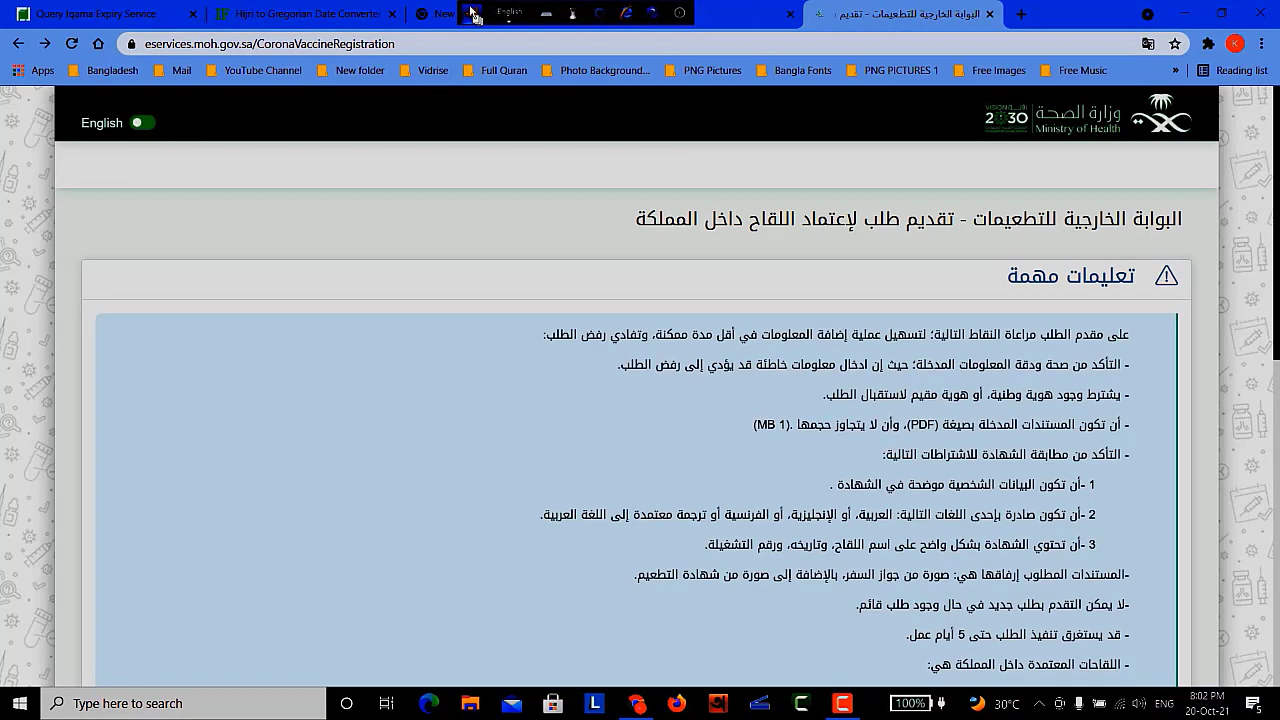 Query Iqama Expiry Service
Hijri to Gregorian Date Converter
New
English
البوابة الخارجية للتطعيمات - تقديم
eservices.moh.gov.sa/CoronaVaccineRegistration
K
Apps
Bangladesh
Mail
YouTube Channel
New folder
Vidrise
Full Quran
Photo Background...
PNG Pictures
Bangla Fonts
PNG PICTURES 1
Free Images
Free Music
»
Reading list
English
VISION رؤية
2030
وزارة الصحة
Ministry of Health
البوابة الخارجية للتطعيمات - تقديم طلب لإعتماد اللقاح داخل المملكة
تعليمات مهمة
على مقدم الطلب مراعاة النقاط التالية؛ لتسهيل عملية إضافة المعلومات في أقل مدة ممكنة، وتفادي رفض الطلب:
- التأكد من صحة ودقة المعلومات المدخلة؛ حيث إن ادخال معلومات خاطئة قد يؤدي إلى رفض الطلب.
- يشترط وجود هوية وطنية، أو هوية مقيم لاستقبال الطلب.
- أن تكون المستندات المدخلة بصيغة (PDF)، وأن لا يتجاوز حجمها .(1 MB)
- التأكد من مطابقة الشهادة للاشتراطات التالية:
1 -أن تكون البيانات الشخصية موضحة في الشهادة .
2 -أن تكون صادرة بإحدى اللغات التالية: العربية، أو الإنجليزية، أو الفرنسية أو ترجمة معتمدة إلى اللغة العربية.
3 -أن تحتوي الشهادة بشكل واضح على اسم اللقاح، وتاريخه، ورقم التشغيلة.
-المستندات المطلوب إرفاقها هي: صورة من جواز السفر، بالإضافة إلى صورة من شهادة التطعيم.
-لا يمكن التقدم بطلب جديد في حال وجود طلب قائم.
- قد يستغرق تنفيذ الطلب حتى 5 أيام عمل.
- اللقاحات المعتمدة داخل المملكة هي:
Type here to search
L
100%
30°C
ENG
8:02 PM
20-Oct-21
5